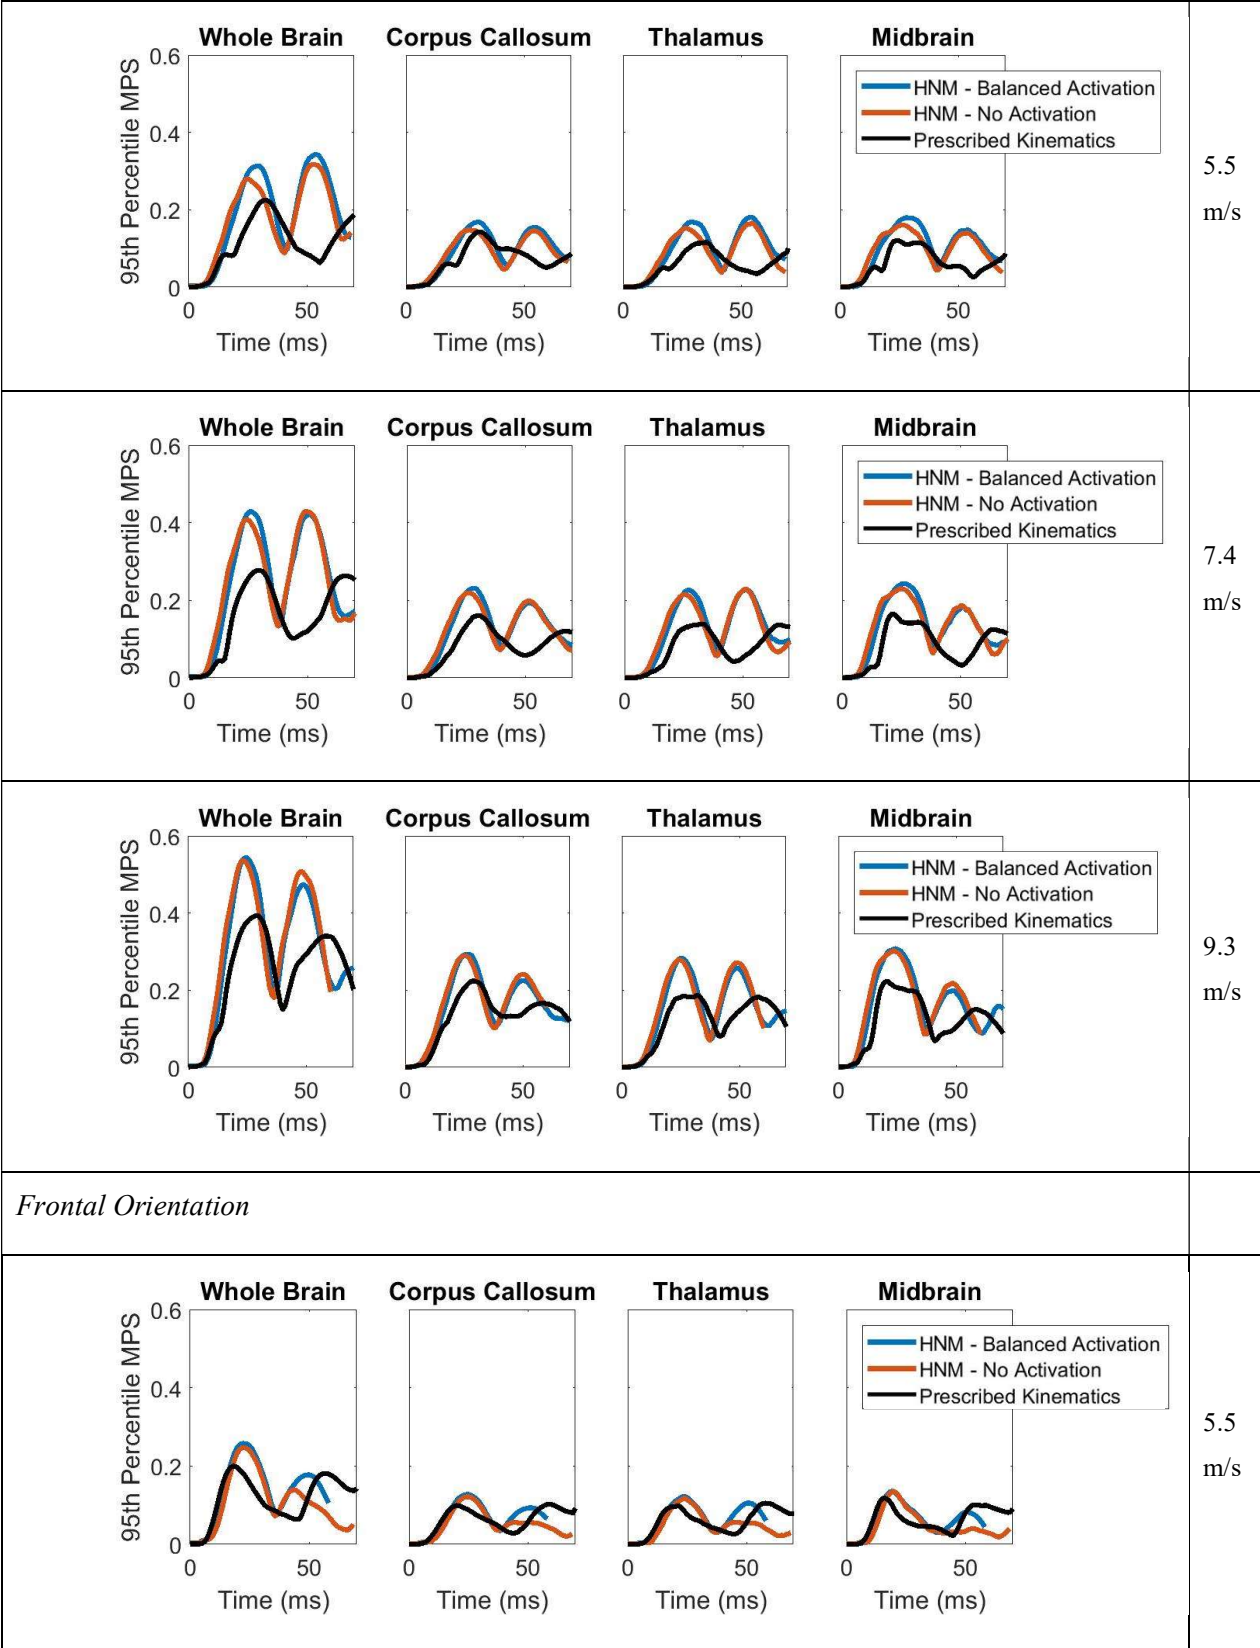 Whole Brain Corpus Callosum Thalamus Midbrain
95th Percentile MPS
0.6
0.4
0.2
0
HNM - Balanced Activation
HNM - No Activation
Prescribed Kinematics
0 50 0 50 0 50 0 50
Time (ms) Time (ms) Time (ms) Time (ms)
5.5
m/s
Whole Brain Corpus Callosum Thalamus Midbrain
95th Percentile MPS
0.6
0.4
0.2
0
HNM - Balanced Activation
HNM - No Activation
Prescribed Kinematics
0 50 0 50 0 50 0 50
Time (ms) Time (ms) Time (ms) Time (ms)
7.4
m/s
Whole Brain Corpus Callosum Thalamus Midbrain
95th Percentile MPS
0.6
0.4
0.2
0
HNM - Balanced Activation
HNM - No Activation
Prescribed Kinematics
0 50 0 50 0 50 0 50
Time (ms) Time (ms) Time (ms) Time (ms)
9.3
m/s
Frontal Orientation
Whole Brain Corpus Callosum Thalamus Midbrain
95th Percentile MPS
0.6
0.4
0.2
0
HNM - Balanced Activation
HNM - No Activation
Prescribed Kinematics
0 50 0 50 0 50 0 50
Time (ms) Time (ms) Time (ms) Time (ms)
5.5
m/s